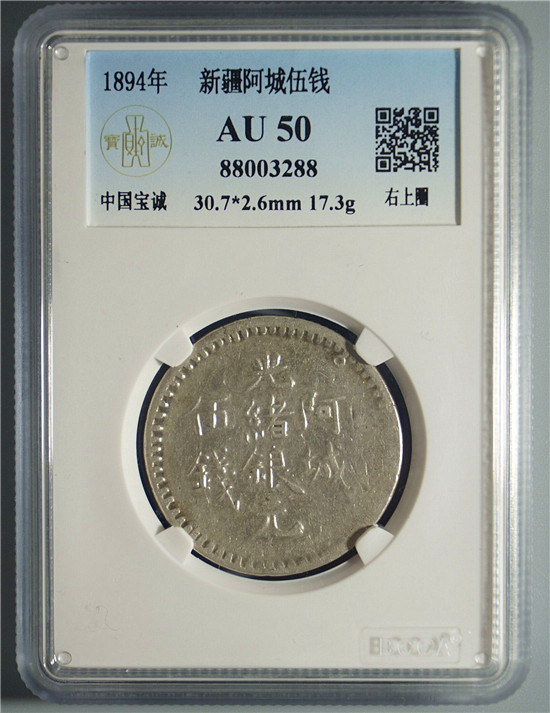 1894年 新疆阿城伍钱
寶 誠
AU 50
88003288
中国宝诚 30.7*2.6mm 17.3g 右上圈
光緒銀元
阿城
伍錢